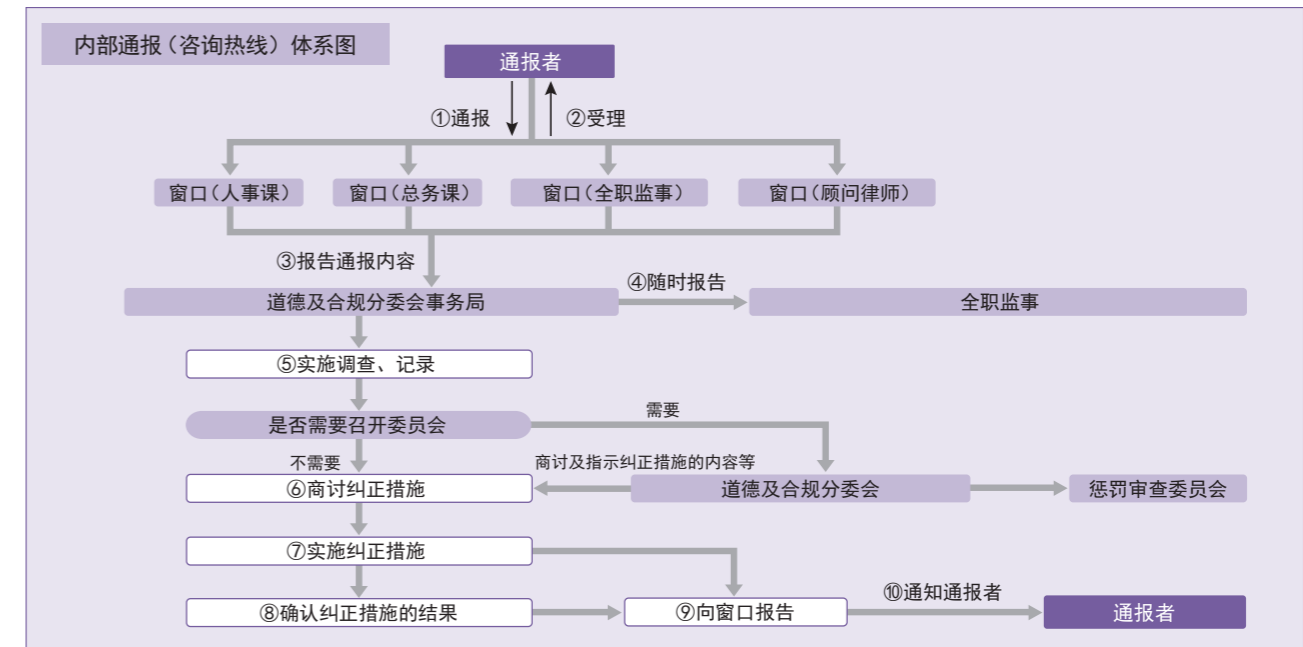 内部通报（咨询热线）体系图
通报者
①通报
②受理
窗口（人事课）
窗口（总务课）
窗口（全职监事）
窗口（顾问律师）
③报告通报内容
④随时报告
道德及合规分委会事务局
全职监事
⑤实施调查、记录
是否需要召开委员会
需要
不需要
商讨及指示纠正措施的内容等
⑥商讨纠正措施
道德及合规分委会
惩罚审查委员会
⑦实施纠正措施
⑧确认纠正措施的结果
⑨向窗口报告
⑩通知通报者
通报者